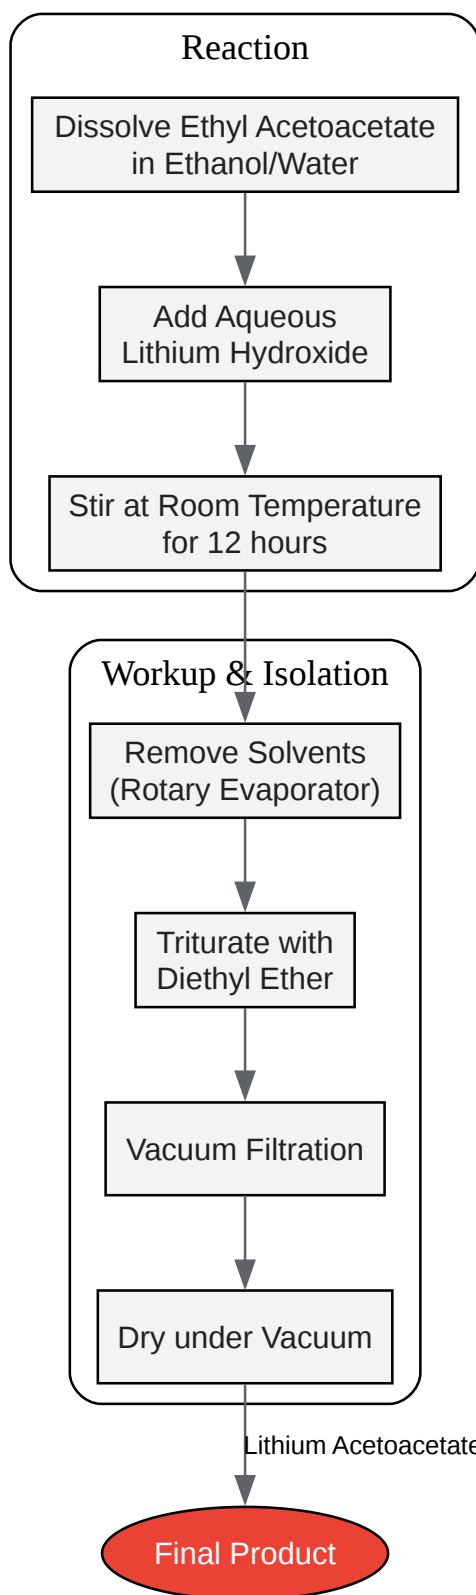 Reaction
Dissolve Ethyl Acetoacetate
in Ethanol/Water
Add Aqueous
Lithium Hydroxide
Stir at Room Temperature
for 12 hours
Workup & Isolation
Remove Solvents
(Rotary Evaporator)
Triturate with
Diethyl Ether
Vacuum Filtration
Dry under Vacuum
Lithium Acetoacetate
Final Product